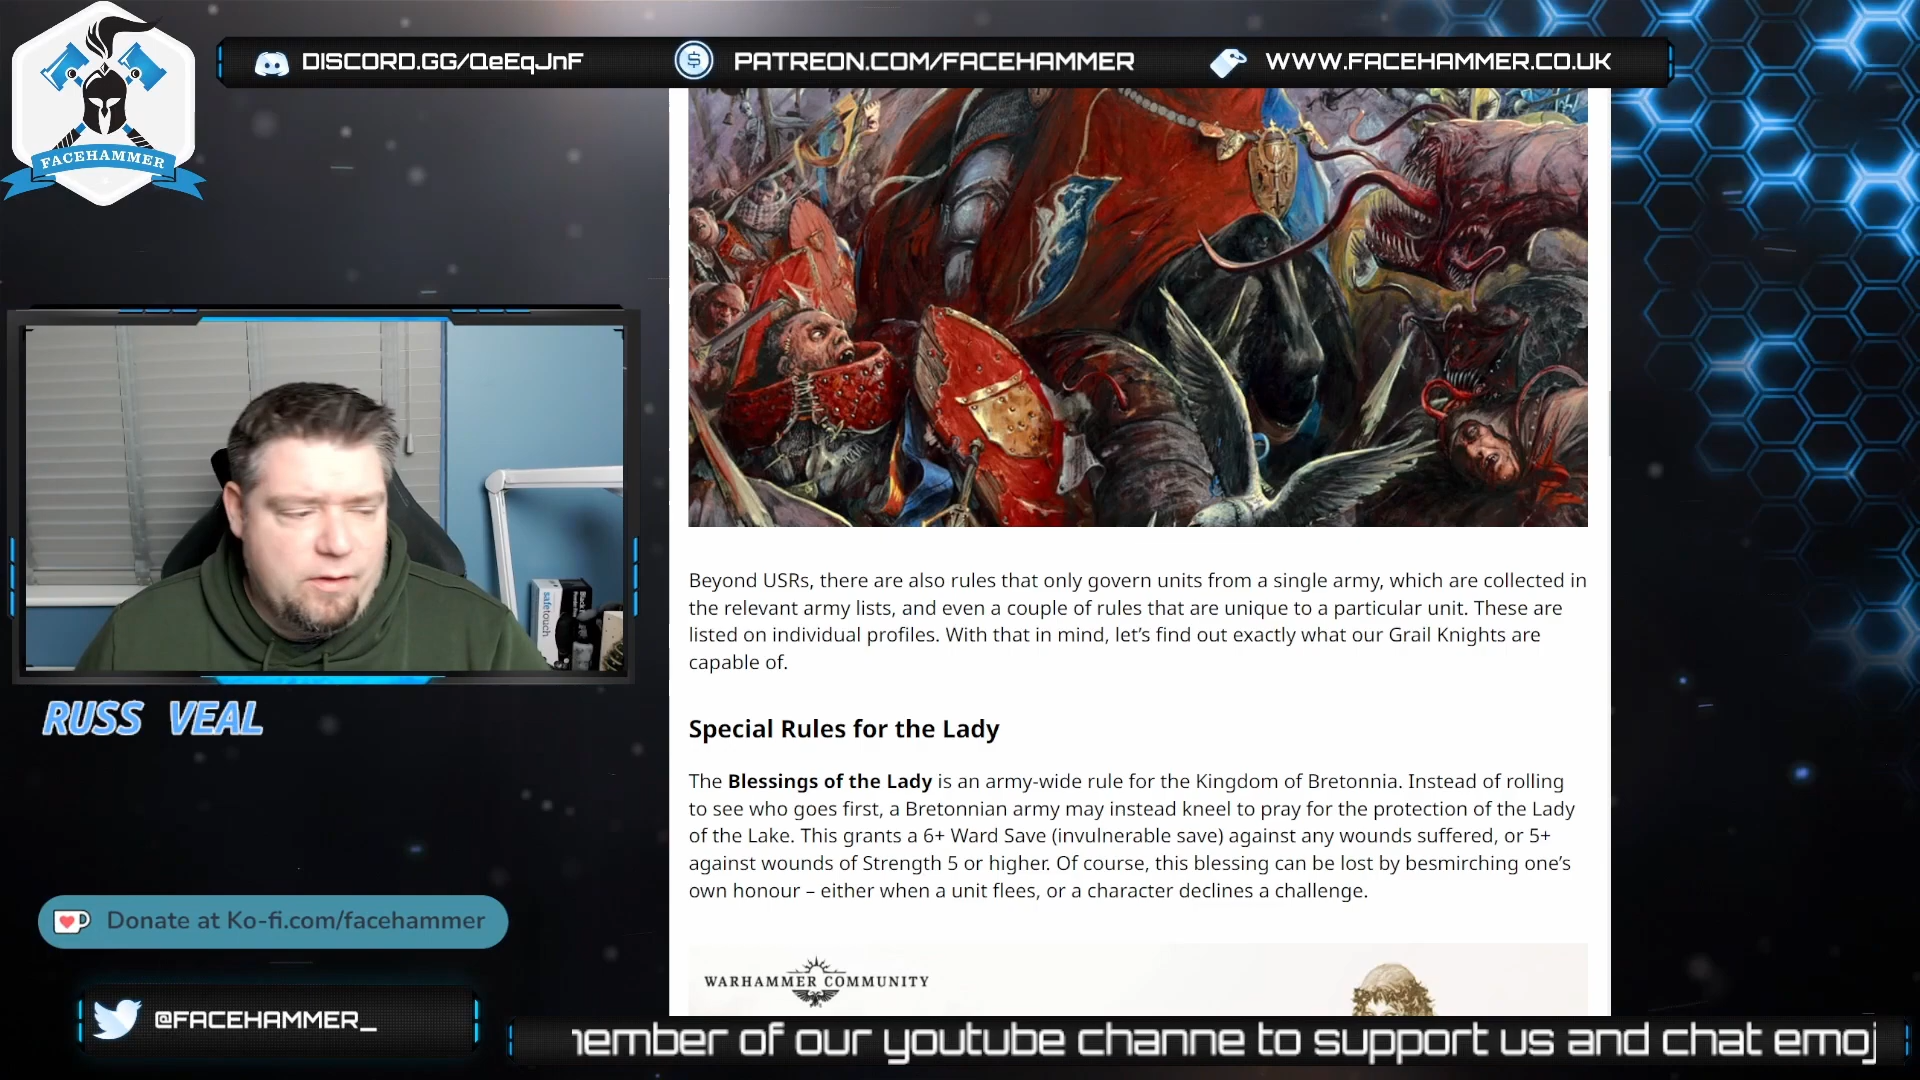 DISCORD.GG/QeEqJnF
PATREON.COM/FACEHAMMER
WWW.FACEHAMMER.CO.UK
FACEHAMMER
safetouch
Black
RUSS VEAL
Beyond USRs, there are also rules that only govern units from a single army, which are collected in
the relevant army lists, and even a couple of rules that are unique to a particular unit. These are
listed on individual profiles. With that in mind, let’s find out exactly what our Grail Knights are
capable of.
Special Rules for the Lady
The Blessings of the Lady is an army-wide rule for the Kingdom of Bretonnia. Instead of rolling
to see who goes first, a Bretonnian army may instead kneel to pray for the protection of the Lady
of the Lake. This grants a 6+ Ward Save (invulnerable save) against any wounds suffered, or 5+
against wounds of Strength 5 or higher. Of course, this blessing can be lost by besmirching one’s
own honour – either when a unit flees, or a character declines a challenge.
WARHAMMER COMMUNITY
Donate at Ko-fi.com/facehammer
@FACEHAMMER_
ember of our youtube channe to support us and chat emoj